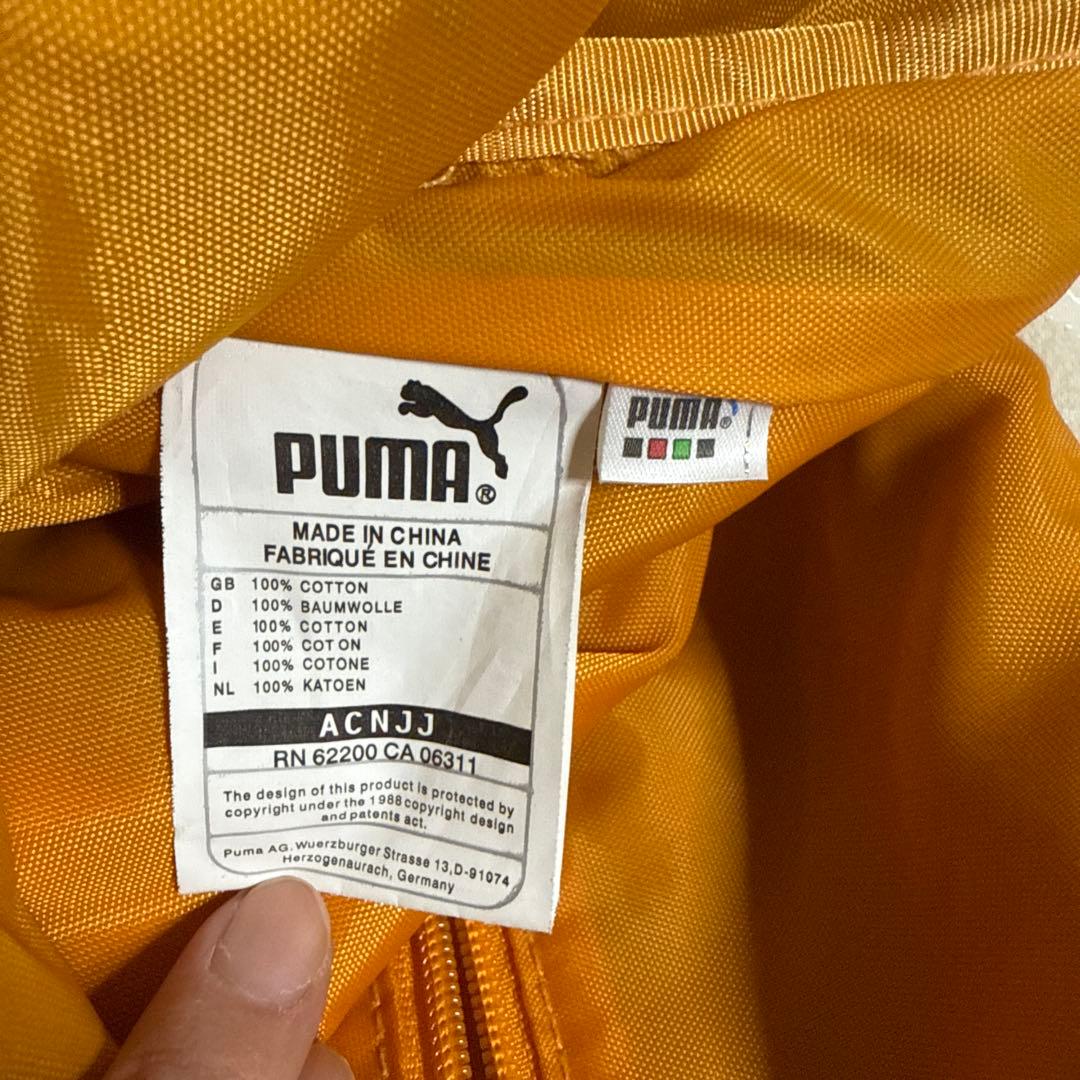 PUMA®
MADE IN CHINA
FABRIQUÉ EN CHINE
GB 100% COTTON
D 100% BAUMWOLLE
E 100% COTTON
F 100% COT ON
I 100% COTONE
NL 100% KATOEN
ACNJJ
RN 62200 CA 06311
The design of this product is protected by
copyright under the 1988 copyright design
and patents act.
Puma AG. Wuerzburger Strasse 13,D-91074
Herzogenaurach, Germany
PUMA®